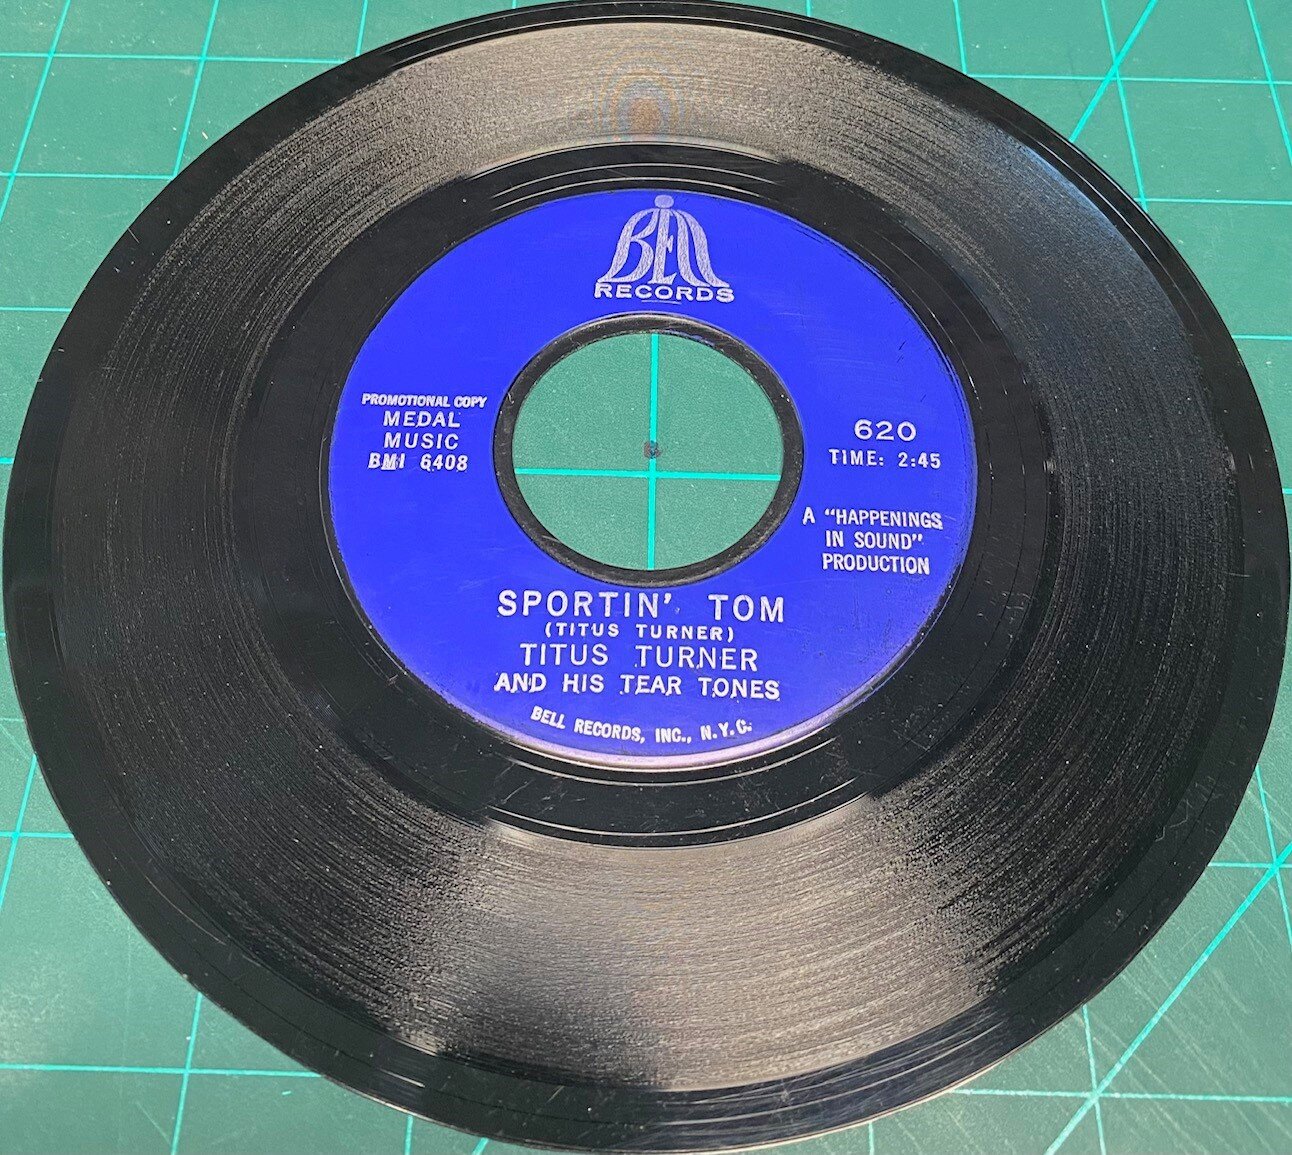 BELL
RECORDS
PROMOTIONAL COPY
MEDAL
MUSIC
BMI 6408
620
TIME: 2:45
A "HAPPENINGS
IN SOUND"
PRODUCTION
SPORTIN' TOM
(TITUS TURNER)
TITUS TURNER
AND HIS TEAR TONES
BELL RECORDS, INC., N.Y.C.